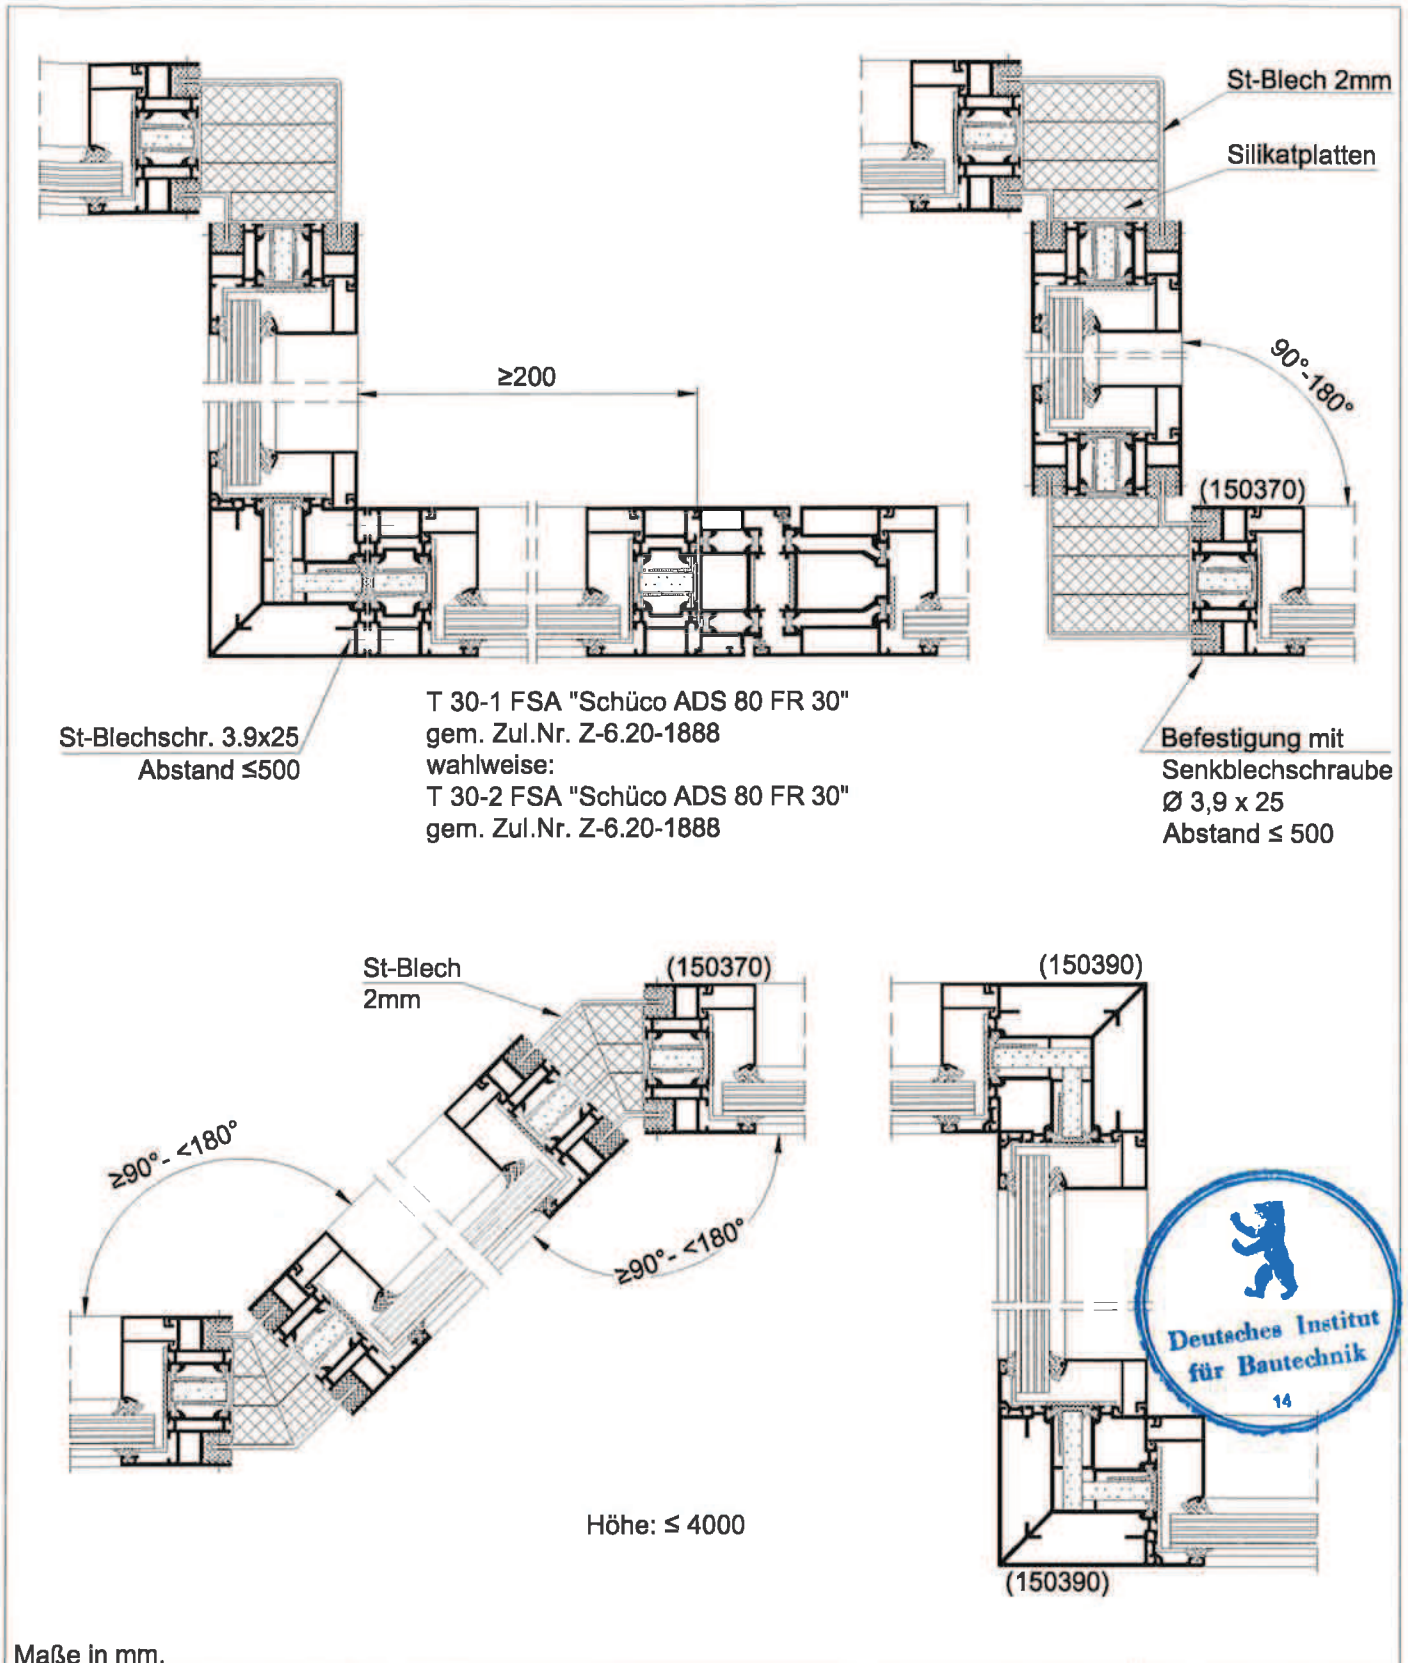 St-Blech 2mm
Silikatplatten
≥200
90°-180°
(150370)
St-Blechschr. 3.9x25
Abstand ≤500
T 30-1 FSA "Schüco ADS 80 FR 30"
gem. Zul.Nr. Z-6.20-1888
wahlweise:
T 30-2 FSA "Schüco ADS 80 FR 30"
gem. Zul.Nr. Z-6.20-1888
Befestigung mit
Senkblechschraube
Ø 3,9 x 25
Abstand ≤ 500
St-Blech
2mm
(150370)
(150390)
≥90°- <180°
≥90°- <180°
Deutsches Institut
für Bautechnik
14
Höhe: ≤ 4000
(150390)
Maße in mm.